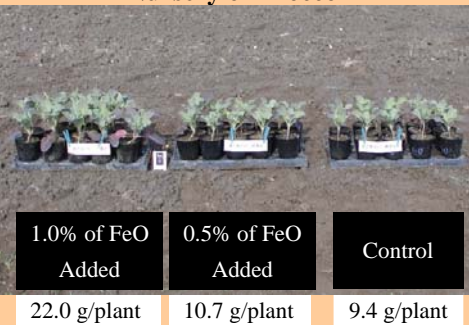 1.0% of FeO
Added
0.5% of FeO
Added
Control
22.0 g/plant
10.7 g/plant
9.4 g/plant